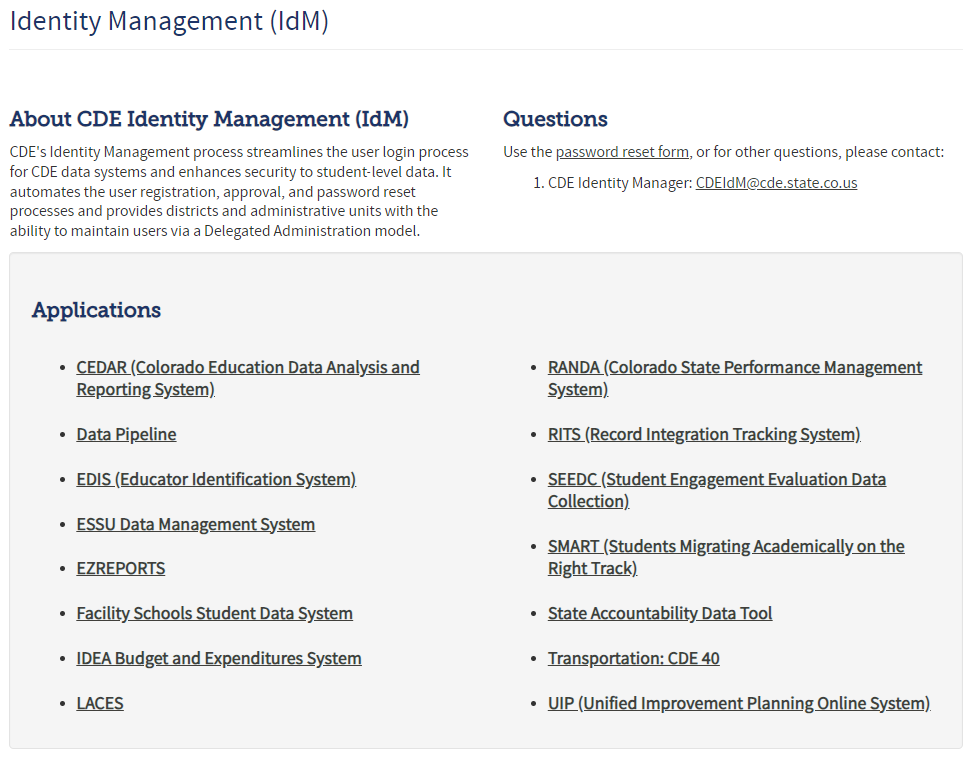 Identity Management (IdM)
About CDE Identity Management (IdM)
CDE's Identity Management process streamlines the user login process
for CDE data systems and enhances security to student-level data. It
automates the user registration, approval, and password reset
processes and provides districts and administrative units with the
ability to maintain users via a Delegated Administration model.
Questions
Use the password reset form, or for other questions, please contact:
1. CDE Identity Manager: CDEIdM@cde.state.co.us
Applications
• CEDAR (Colorado Education Data Analysis and
Reporting System)
• Data Pipeline
• EDIS (Educator Identification System)
• ESSU Data Management System
• EZREPORTS
• Facility Schools Student Data System
• IDEA Budget and Expenditures System
• LACES
• RANDA (Colorado State Performance Management
System)
• RITS (Record Integration Tracking System)
• SEEDC (Student Engagement Evaluation Data
Collection)
• SMART (Students Migrating Academically on the
Right Track)
• State Accountability Data Tool
• Transportation: CDE 40
• UIP (Unified Improvement Planning Online System)